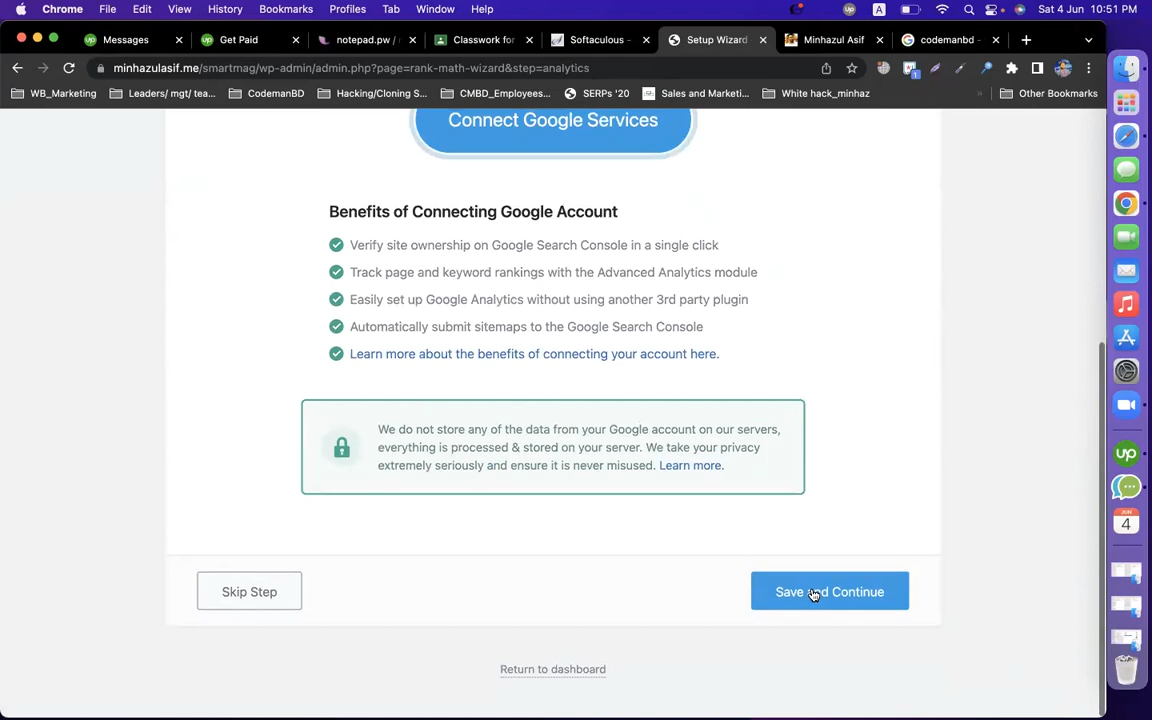 Chrome File Edit View History Bookmarks Profiles Tab Window Help A Sat 4 Jun 10:51 PM
up Messages up Get Paid notepad.pw / Classwork for Softaculous - Setup Wizard Minhazul Asif codemanbd -
minhazulasif.me/smartmag/wp-admin/admin.php?page=rank-math-wizard&step=analytics 1
WB_Marketing Leaders/ mgt/ tea... CodemanBD Hacking/Cloning S... CMBD_Employees... SERPs '20 Sales and Marketi... White hack_minhaz Other Bookmarks
Connect Google Services
Benefits of Connecting Google Account
Verify site ownership on Google Search Console in a single click
Track page and keyword rankings with the Advanced Analytics module
Easily set up Google Analytics without using another 3rd party plugin
Automatically submit sitemaps to the Google Search Console
Learn more about the benefits of connecting your account here.
We do not store any of the data from your Google account on our servers,
everything is processed & stored on your server. We take your privacy
extremely seriously and ensure it is never misused. Learn more.
Skip Step Save and Continue
Return to dashboard
up
JUN
4